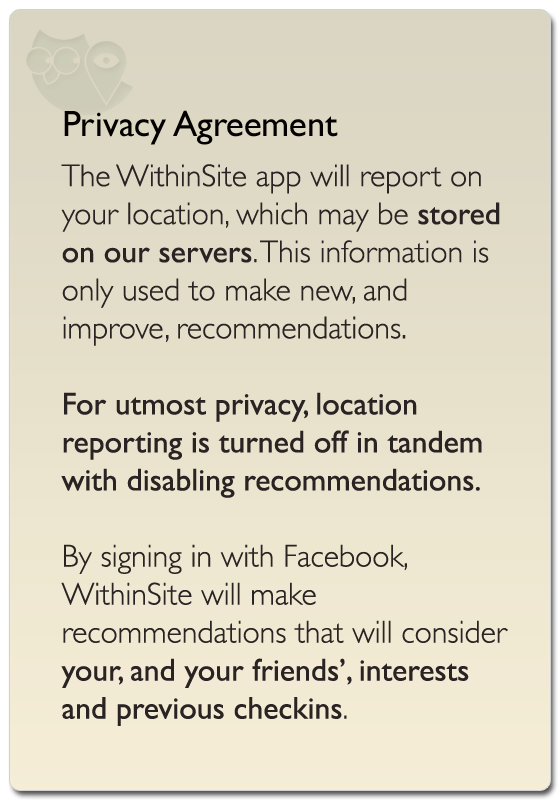 Privacy Agreement
The WithinSite app will report on
your location, which may be stored
on our servers. This information is
only used to make new, and
improve, recommendations.
For utmost privacy, location
reporting is turned off in tandem
with disabling recommendations.
By signing in with Facebook,
WithinSite will make
recommendations that will consider
your, and your friends’, interests
and previous checkins.